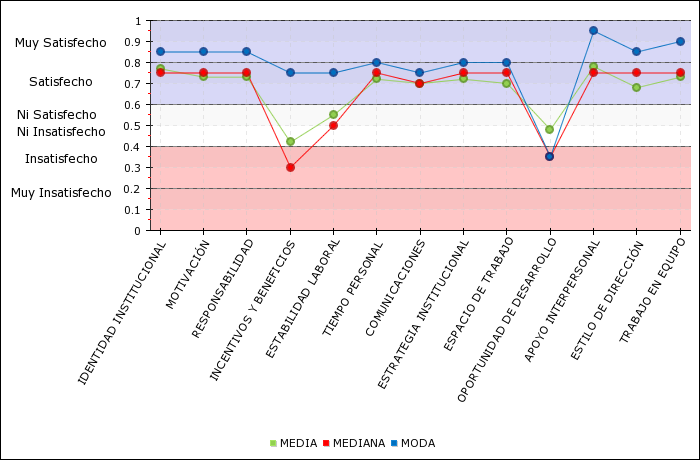 1
0.9
Muy Satisfecho
0.8
0.7
Satisfecho
0.6
Ni Satisfecho
0.5
Ni Insatisfecho
0.4
Insatisfecho
0.3
0.2
Muy Insatisfecho
0.1
0
IDENTIDAD INSTITUCIONAL
MOTIVACIÓN
RESPONSABILIDAD
INCENTIVOS Y BENEFICIOS
ESTABILIDAD LABORAL
TIEMPO PERSONAL
COMUNICACIONES
ESTRATEGIA INSTITUCIONAL
ESPACIO DE TRABAJO
OPORTUNIDAD DE DESARROLLO
APOYO INTERPERSONAL
ESTILO DE DIRECCIÓN
TRABAJO EN EQUIPO
MEDIA MEDIANA MODA